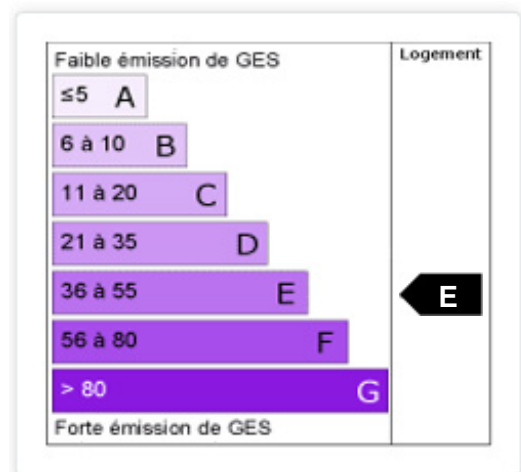 Faible émission de GES
Logement
≤5 A
6 à 10 B
11 à 20 C
21 à 35 D
36 à 55 E
E
56 à 80 F
> 80 G
Forte émission de GES